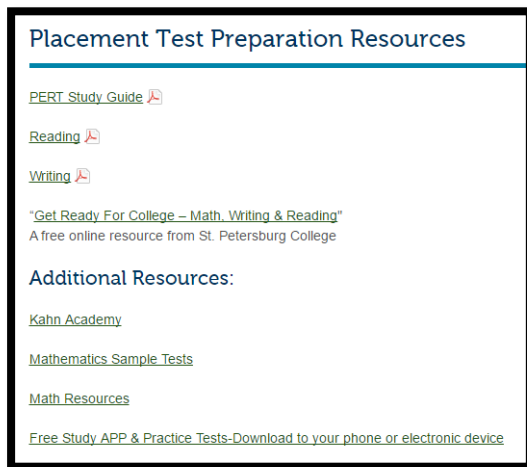 Placement Test Preparation Resources
PERT Study Guide
Reading
Writing
"Get Ready For College – Math, Writing & Reading"
A free online resource from St. Petersburg College
Additional Resources:
Kahn Academy
Mathematics Sample Tests
Math Resources
Free Study APP & Practice Tests-Download to your phone or electronic device